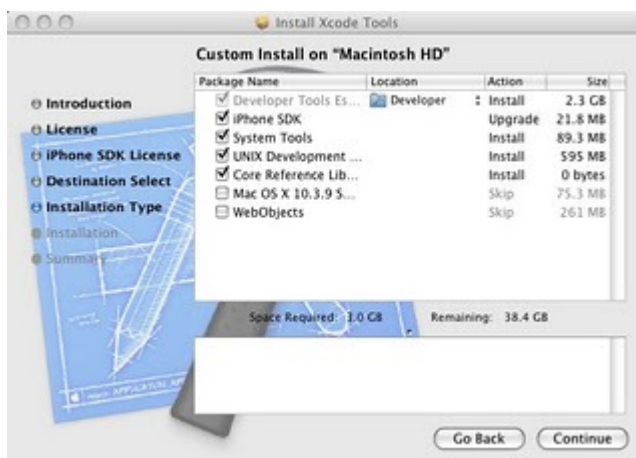 Install Xcode Tools
Custom Install on "Macintosh HD"
Package Name Location Action Size
Developer Tools Es... Developer Install 2.3 GB
iPhone SDK Upgrade 21.8 MB
System Tools Install 89.3 MB
UNIX Development ... Install 595 MB
Core Reference Lib... Install 0 bytes
Mac OS X 10.3.9 S... Skip 75.3 MB
WebObjects Skip 261 MB
Introduction
License
iPhone SDK License
Destination Select
Installation Type
Installation
Summary
Space Required: 3.0 GB Remaining: 38.4 GB
Go Back Continue